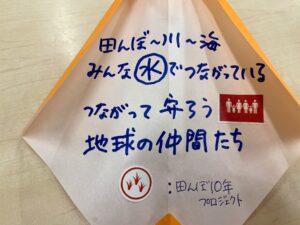 田んぼ～川～海
みんな水でつながっている
つながって守ろう
地球の仲間たち
：田んぼ10年
プロジェクト